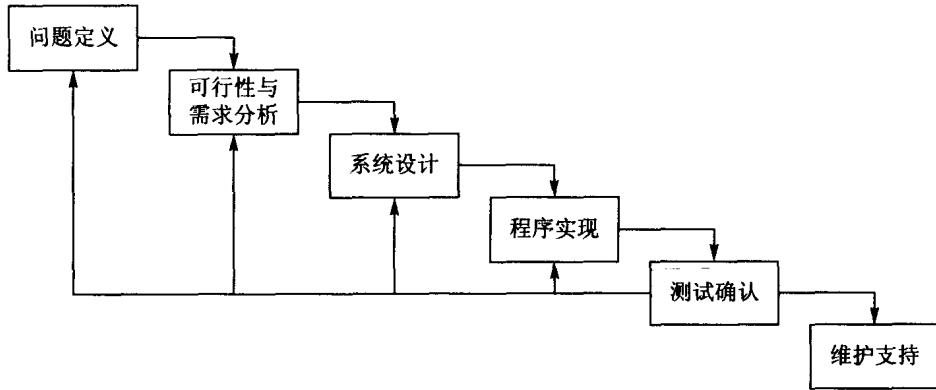 问题定义
可行性与
需求分析
系统设计
程序实现
测试确认
维护支持